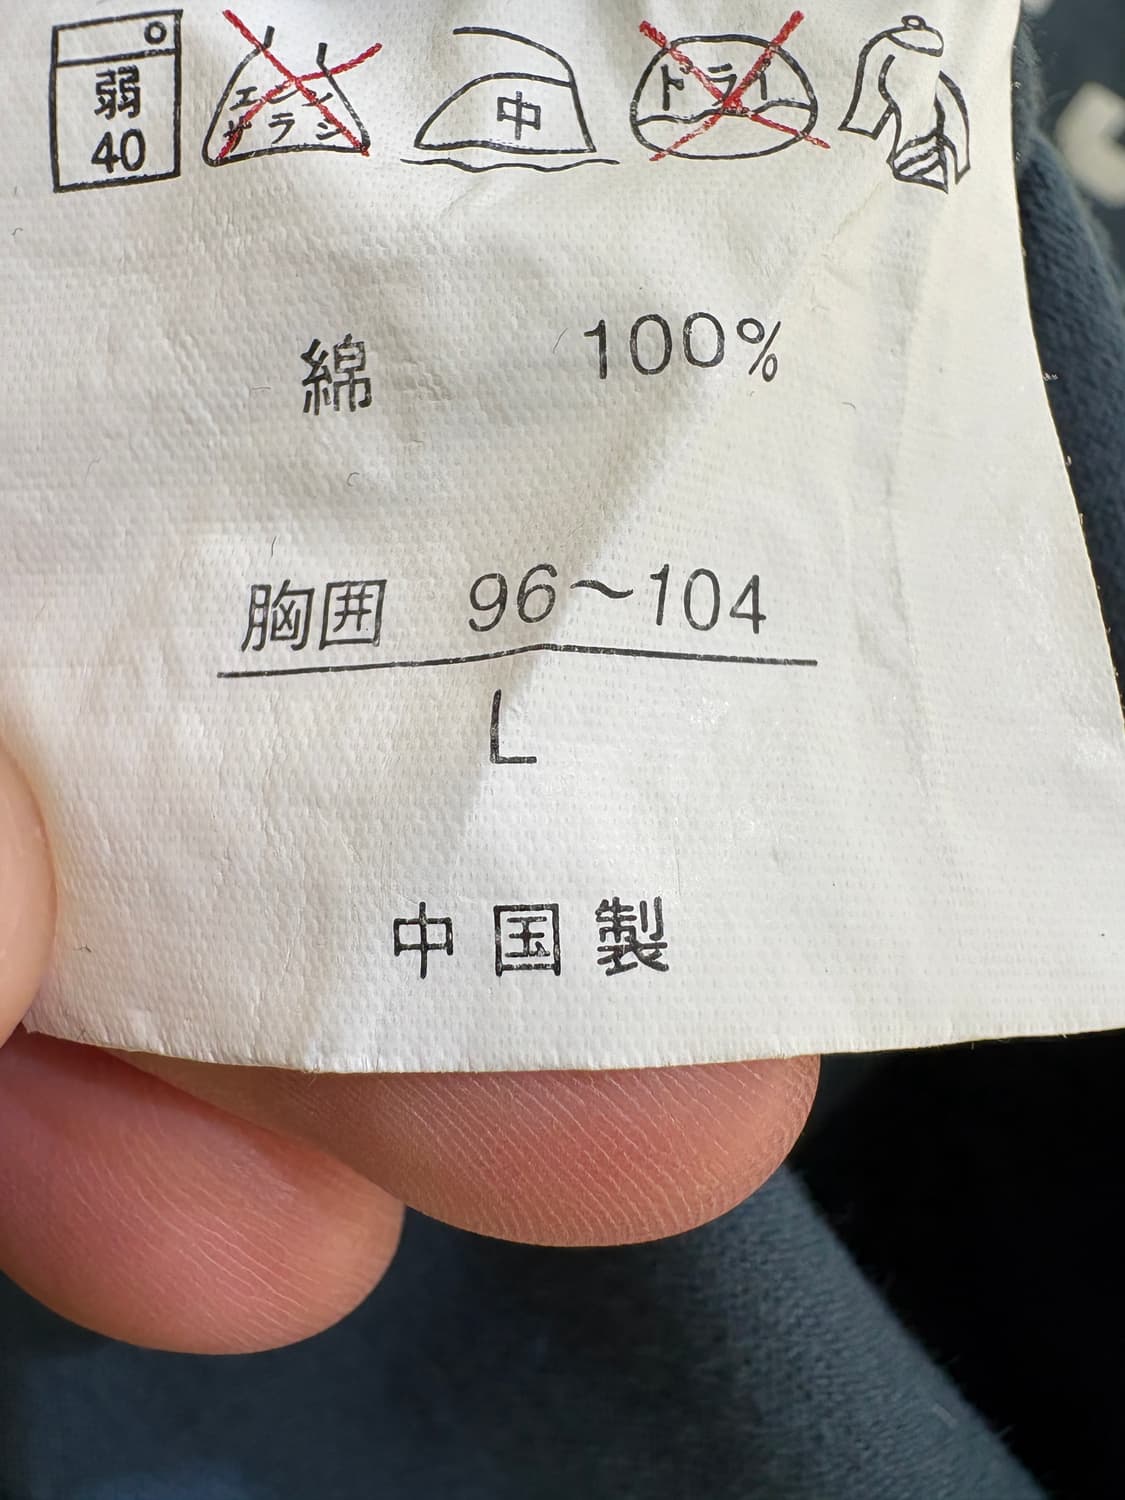 弱 エンソ 中 ドライ
40 サラシ
綿 100%
胸囲 96～104
L
中国製